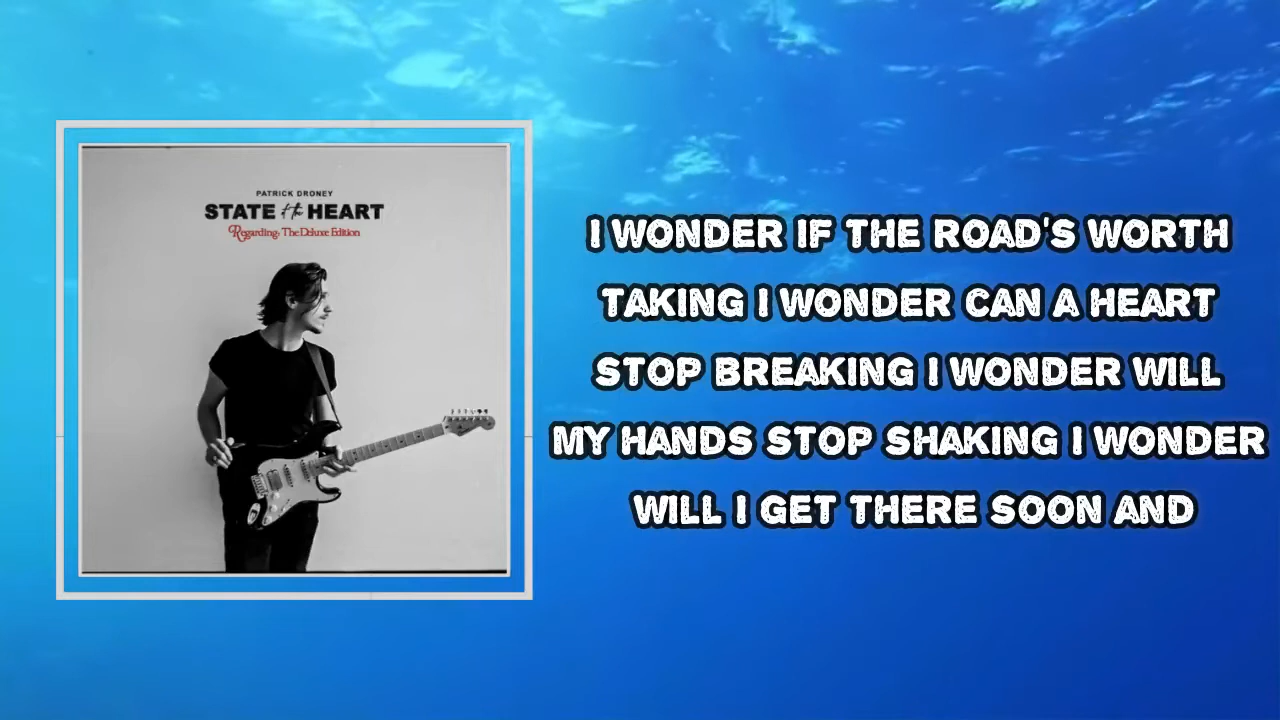 PATRICK DRONEY
STATE of the HEART
Regarding: The Deluxe Edition
I WONDER IF THE ROAD'S WORTH
TAKING I WONDER CAN A HEART
STOP BREAKING I WONDER WILL
MY HANDS STOP SHAKING I WONDER
WILL I GET THERE SOON AND